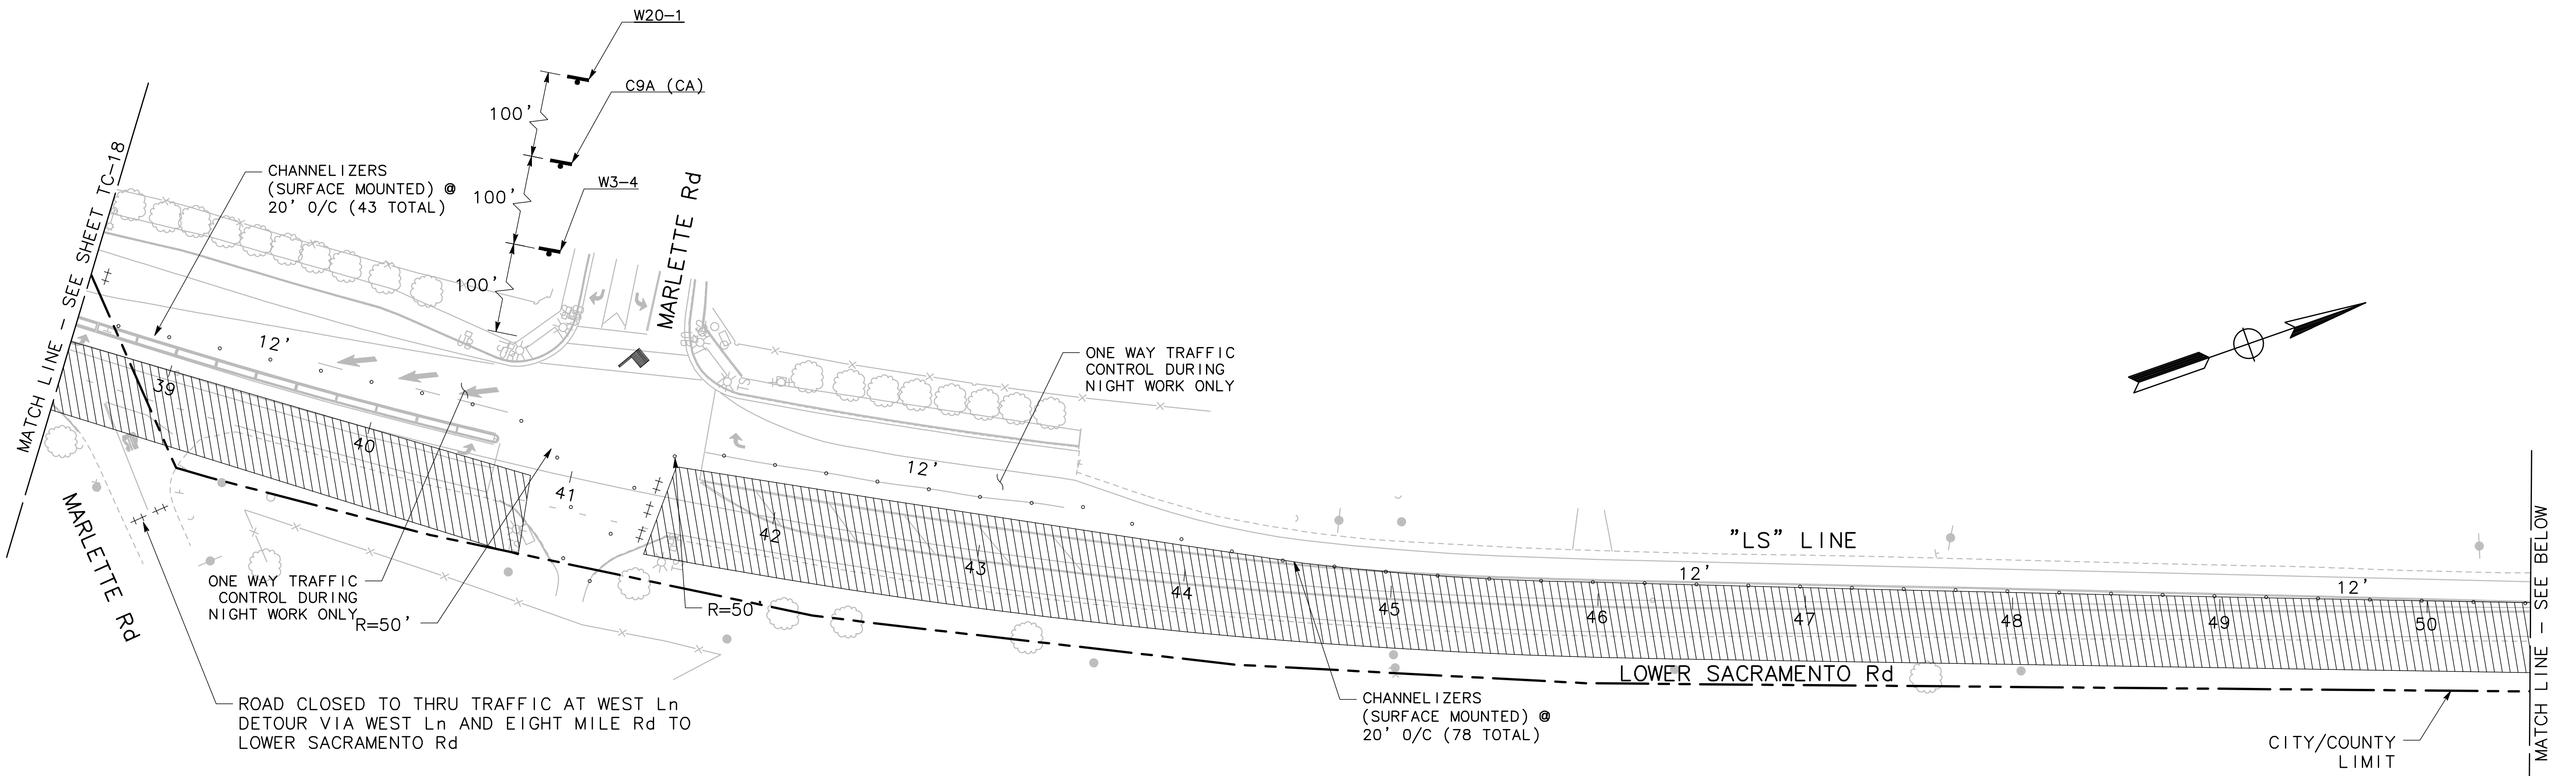 W20-1
C9A (CA)
W3-4
100'
100'
100'
MATCH LINE - SEE SHEET TC-18
CHANNELIZERS
(SURFACE MOUNTED) @
20' O/C (43 TOTAL)
MARLETTE Rd
12'
39
40
41
42
43
44
45
46
47
48
49
50
12'
ONE WAY TRAFFIC
CONTROL DURING
NIGHT WORK ONLY
"LS" LINE
12'
12'
MARLETTE Rd
ONE WAY TRAFFIC
CONTROL DURING
NIGHT WORK ONLY
R=50'
R=50'
LOWER SACRAMENTO Rd
ROAD CLOSED TO THRU TRAFFIC AT WEST Ln
DETOUR VIA WEST Ln AND EIGHT MILE Rd TO
LOWER SACRAMENTO Rd
CHANNELIZERS
(SURFACE MOUNTED) @
20' O/C (78 TOTAL)
CITY/COUNTY
LIMIT
MATCH LINE - SEE BELOW